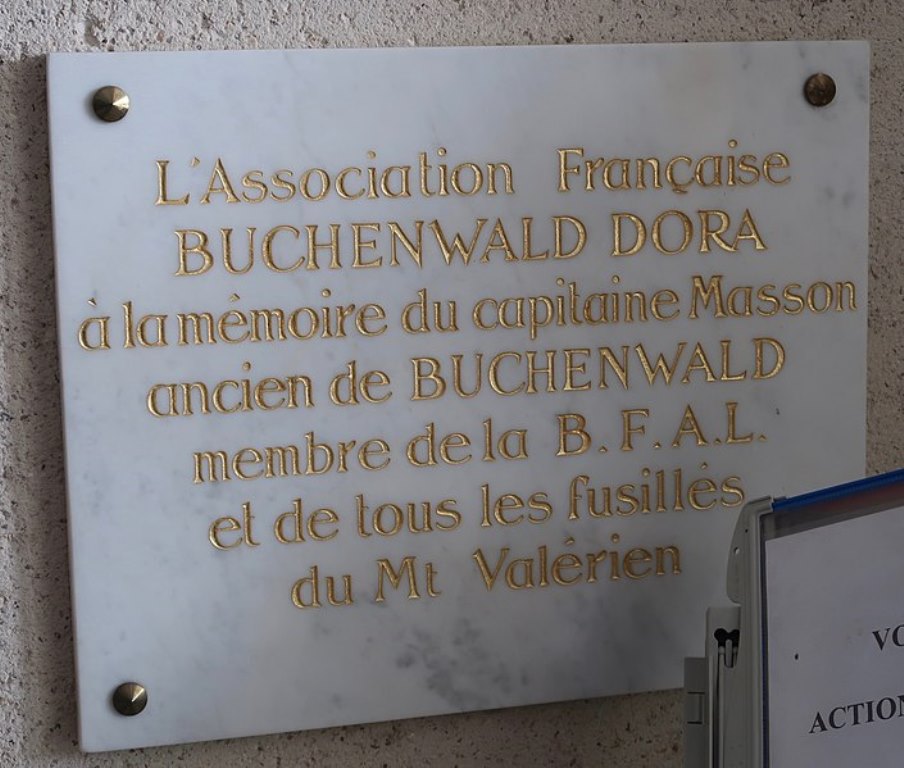 L'Association Française
BUCHENWALD DORA
à la mémoire du capitaine Masson
ancien de BUCHENWALD
membre de la B.F.A.L.
et de tous les fusillés
du Mt Valérien
ACTION